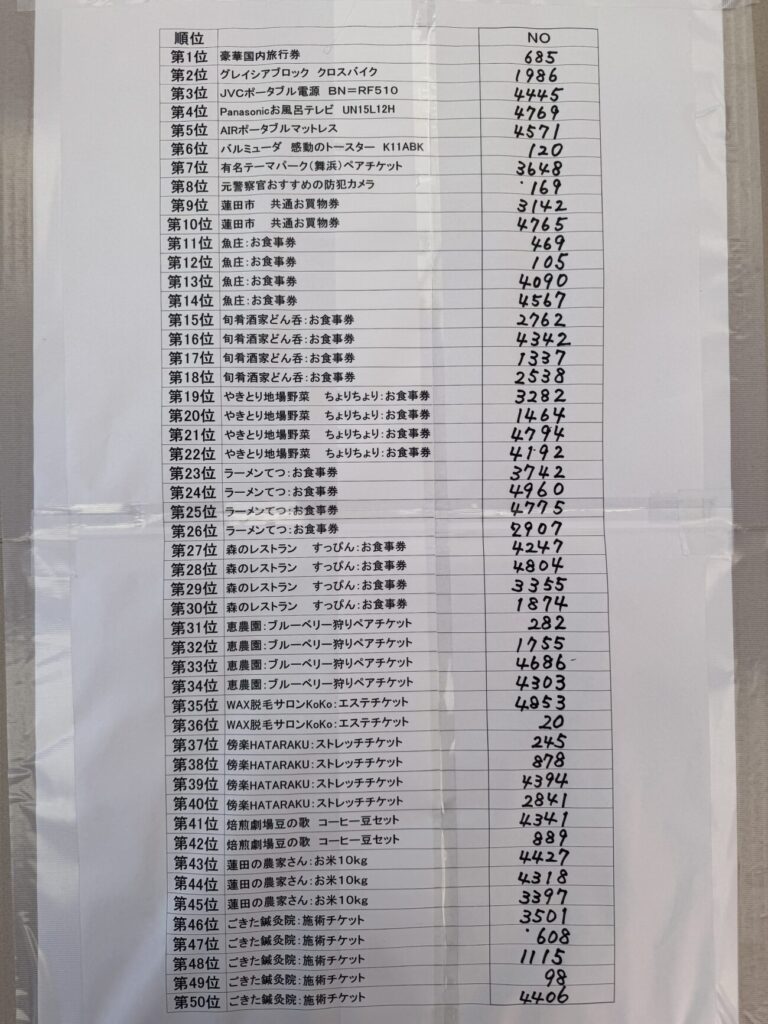 順位 NO
第1位 豪華国内旅行券 685
第2位 グレイシアブロック クロスバイク 1986
第3位 JVCポータブル電源 BN=RF510 4445
第4位 Panasonicお風呂テレビ UN15L12H 4769
第5位 AIRポータブルマットレス 4571
第6位 バルミューダ 感動のトースター K11ABK 120
第7位 有名テーマパーク(舞浜)ペアチケット 3648
第8位 元警察官おすすめの防犯カメラ 169
第9位 蓮田市 共通お買物券 3142
第10位 蓮田市 共通お買物券 4765
第11位 魚庄:お食事券 469
第12位 魚庄:お食事券 105
第13位 魚庄:お食事券 4090
第14位 魚庄:お食事券 4567
第15位 旬肴酒家どん呑:お食事券 2762
第16位 旬肴酒家どん呑:お食事券 4342
第17位 旬肴酒家どん呑:お食事券 1337
第18位 旬肴酒家どん呑:お食事券 2538
第19位 やきとり地場野菜 ちょりちょり:お食事券 3282
第20位 やきとり地場野菜 ちょりちょり:お食事券 1464
第21位 やきとり地場野菜 ちょりちょり:お食事券 4794
第22位 やきとり地場野菜 ちょりちょり:お食事券 4192
第23位 ラーメンてつ:お食事券 3742
第24位 ラーメンてつ:お食事券 4960
第25位 ラーメンてつ:お食事券 4775
第26位 ラーメンてつ:お食事券 2907
第27位 森のレストラン すっぴん:お食事券 4247
第28位 森のレストラン すっぴん:お食事券 4804
第29位 森のレストラン すっぴん:お食事券 3355
第30位 森のレストラン すっぴん:お食事券 1874
第31位 恵農園:ブルーベリー狩りペアチケット 282
第32位 恵農園:ブルーベリー狩りペアチケット 1755
第33位 恵農園:ブルーベリー狩りペアチケット 4686
第34位 恵農園:ブルーベリー狩りペアチケット 4303
第35位 WAX脱毛サロンKoKo:エステチケット 4853
第36位 WAX脱毛サロンKoKo:エステチケット 20
第37位 傍楽HATARAKU:ストレッチチケット 245
第38位 傍楽HATARAKU:ストレッチチケット 878
第39位 傍楽HATARAKU:ストレッチチケット 4394
第40位 傍楽HATARAKU:ストレッチチケット 2841
第41位 焙煎劇場豆の歌 コーヒー豆セット 4341
第42位 焙煎劇場豆の歌 コーヒー豆セット 889
第43位 蓮田の農家さん:お米10kg 4427
第44位 蓮田の農家さん:お米10kg 4318
第45位 蓮田の農家さん:お米10kg 3397
第46位 ごきた鍼灸院:施術チケット 3501
第47位 ごきた鍼灸院:施術チケット 608
第48位 ごきた鍼灸院:施術チケット 1115
第49位 ごきた鍼灸院:施術チケット 98
第50位 ごきた鍼灸院:施術チケット 4406